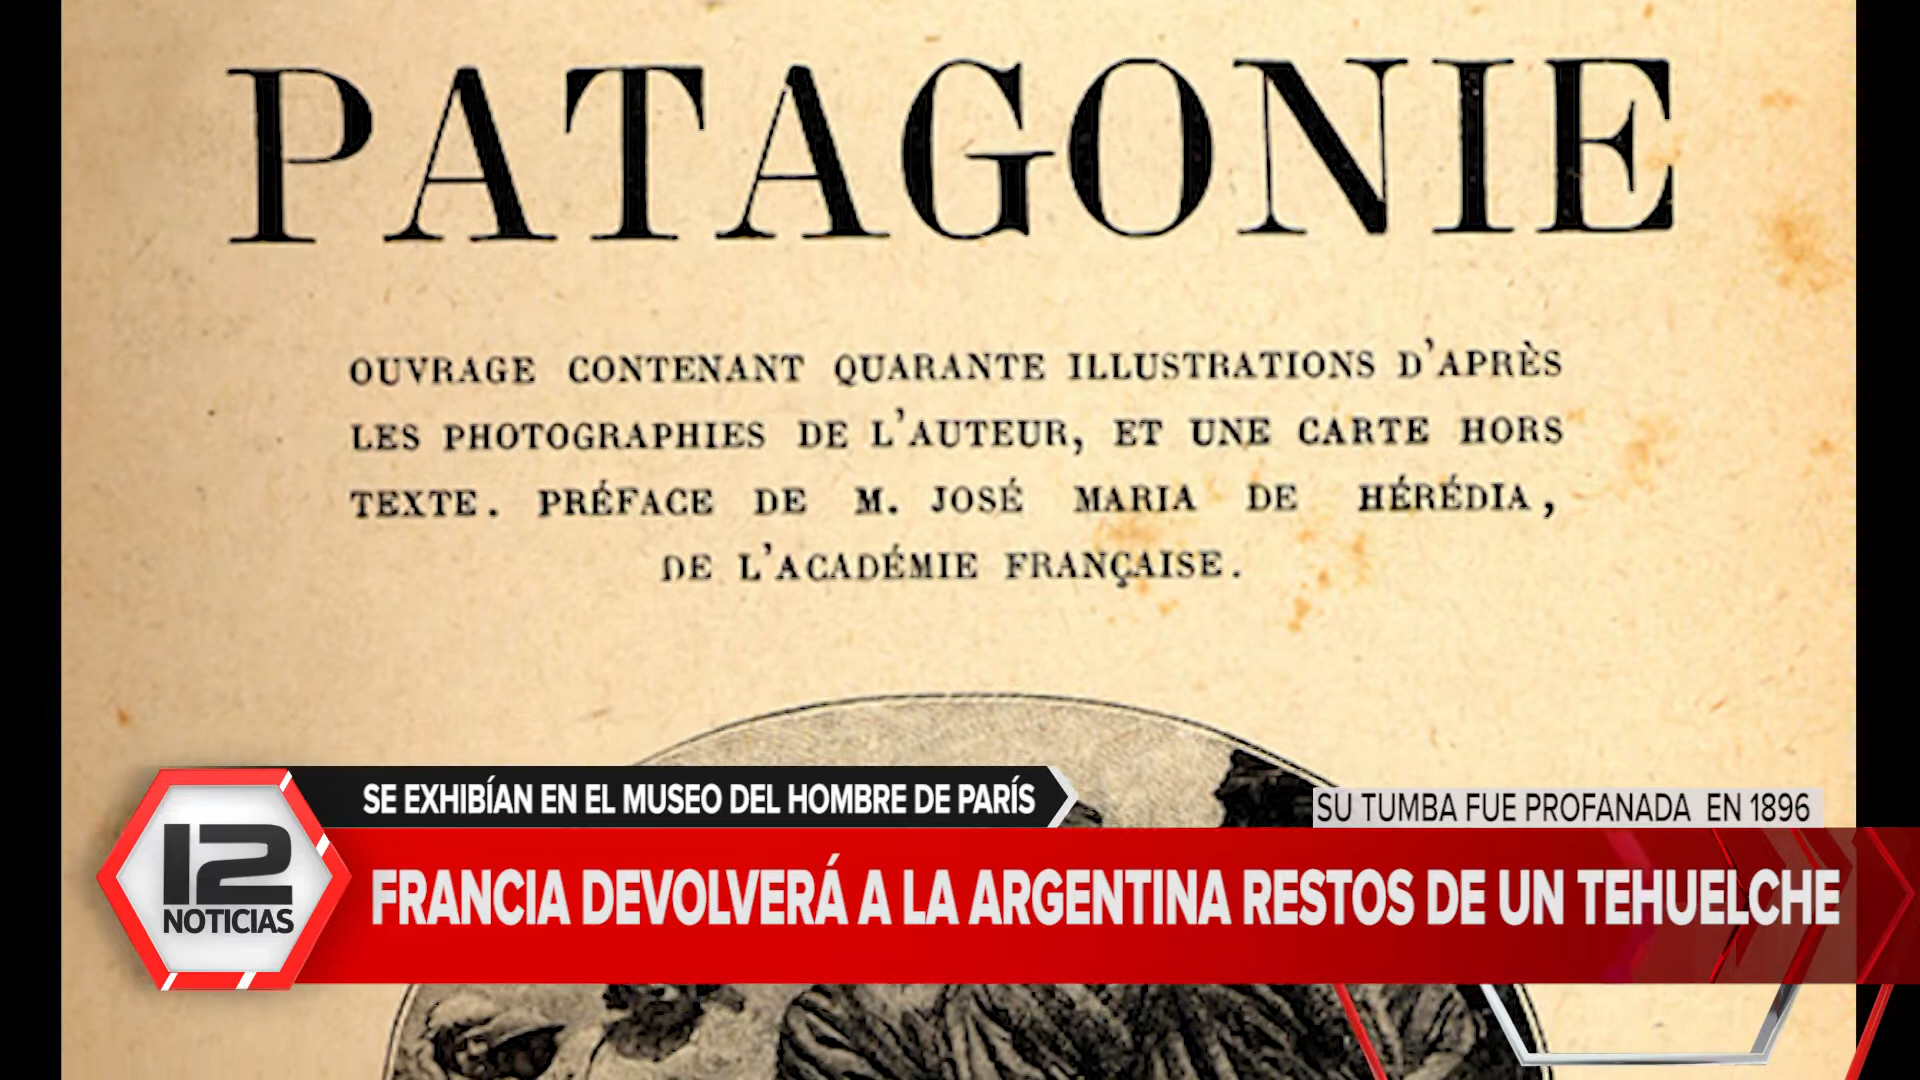 PATAGONIE
OUVRAGE CONTENANT QUARANTE ILLUSTRATIONS D'APRÈS
LES PHOTOGRAPHIES DE L'AUTEUR, ET UNE CARTE HORS
TEXTE. PRÉFACE DE M. JOSÉ MARIA DE HÉRÉDIA,
DE L'ACADÉMIE FRANÇAISE.
SE EXHIBÍAN EN EL MUSEO DEL HOMBRE DE PARÍS
SU TUMBA FUE PROFANADA EN 1896
12
NOTICIAS
FRANCIA DEVOLVERÁ A LA ARGENTINA RESTOS DE UN TEHUELCHE